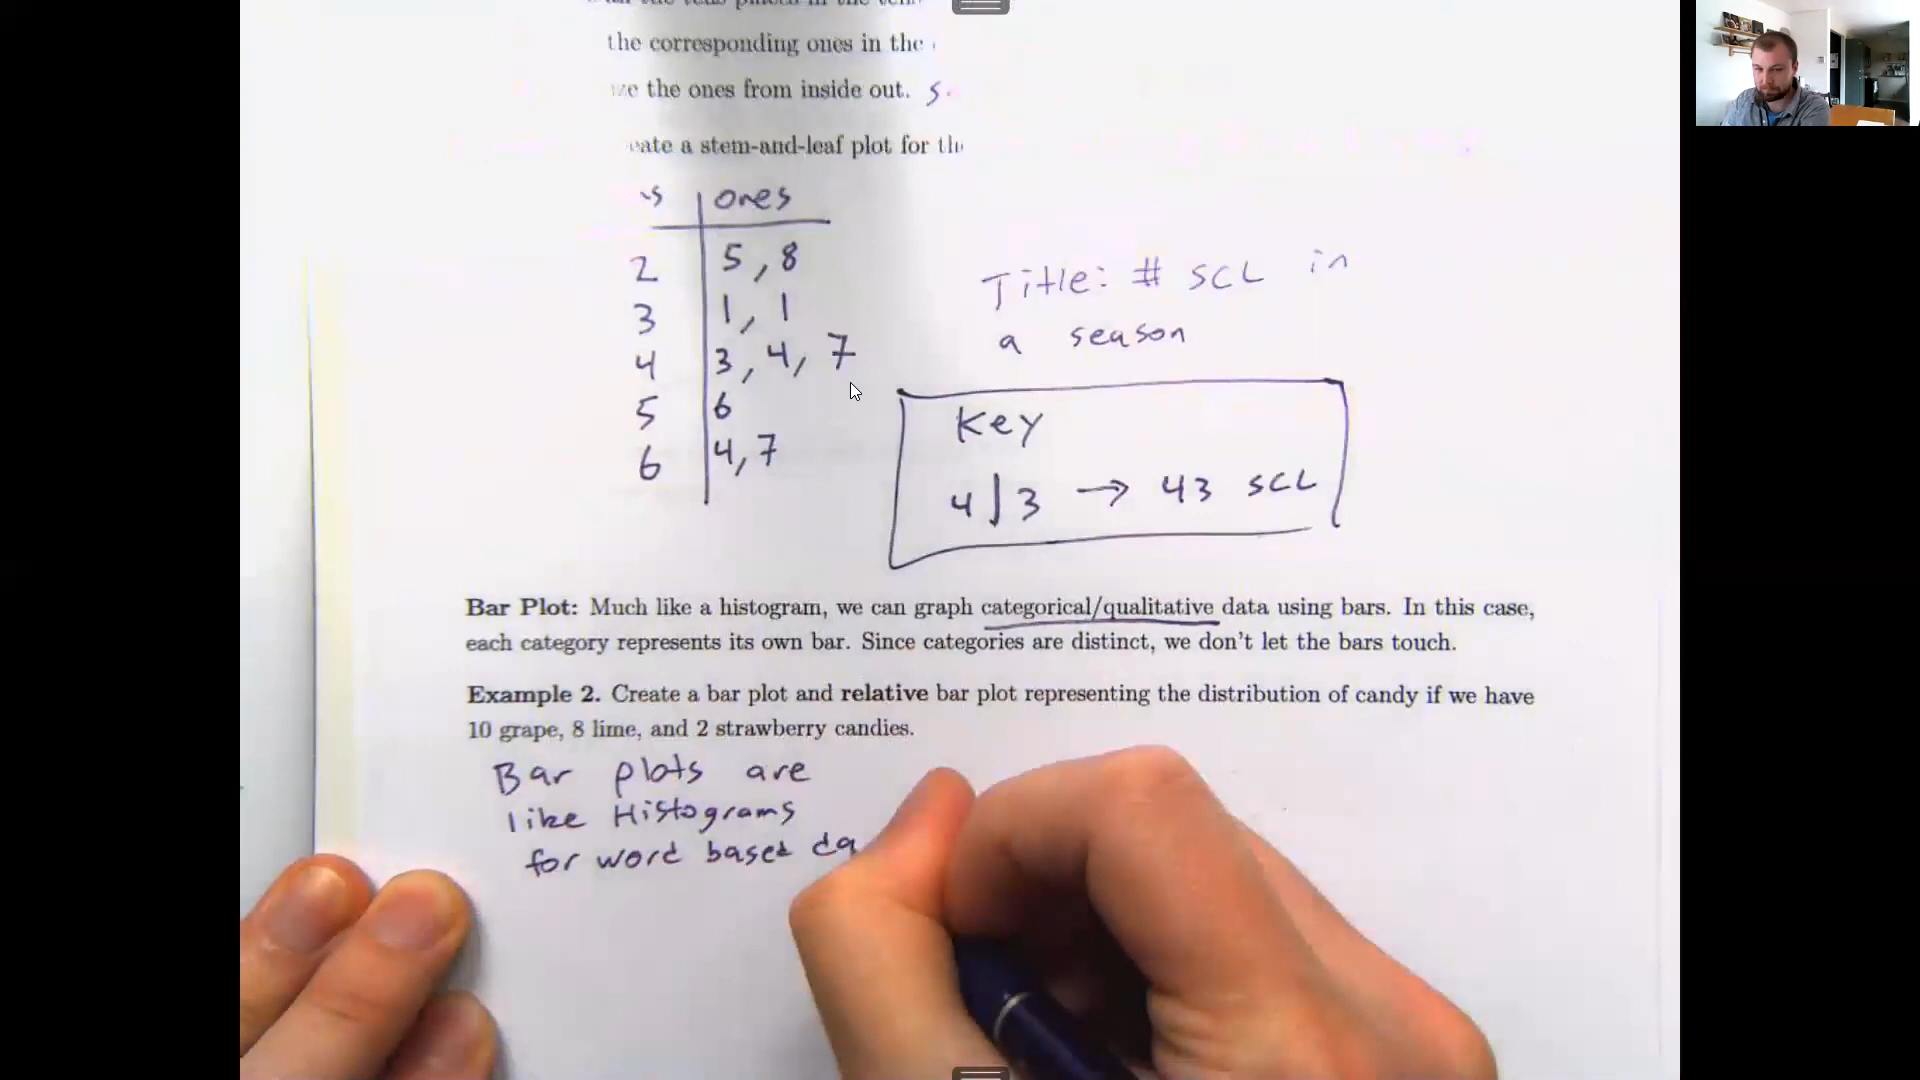 the corresponding ones in the
the ones from inside out. S
a stem-and-leaf plot for
s | ones
2 | 5, 8
3 | 1, 1
4 | 3, 4, 7
5 | 6
6 | 4, 7
Title: # SCL in
a season
Key
4 | 3 → 43 SCL
Bar Plot: Much like a histogram, we can graph categorical/qualitative data using bars. In this case,
each category represents its own bar. Since categories are distinct, we don't let the bars touch.
Example 2. Create a bar plot and relative bar plot representing the distribution of candy if we have
10 grape, 8 lime, and 2 strawberry candies.
Bar plots are
like Histograms
for word based da